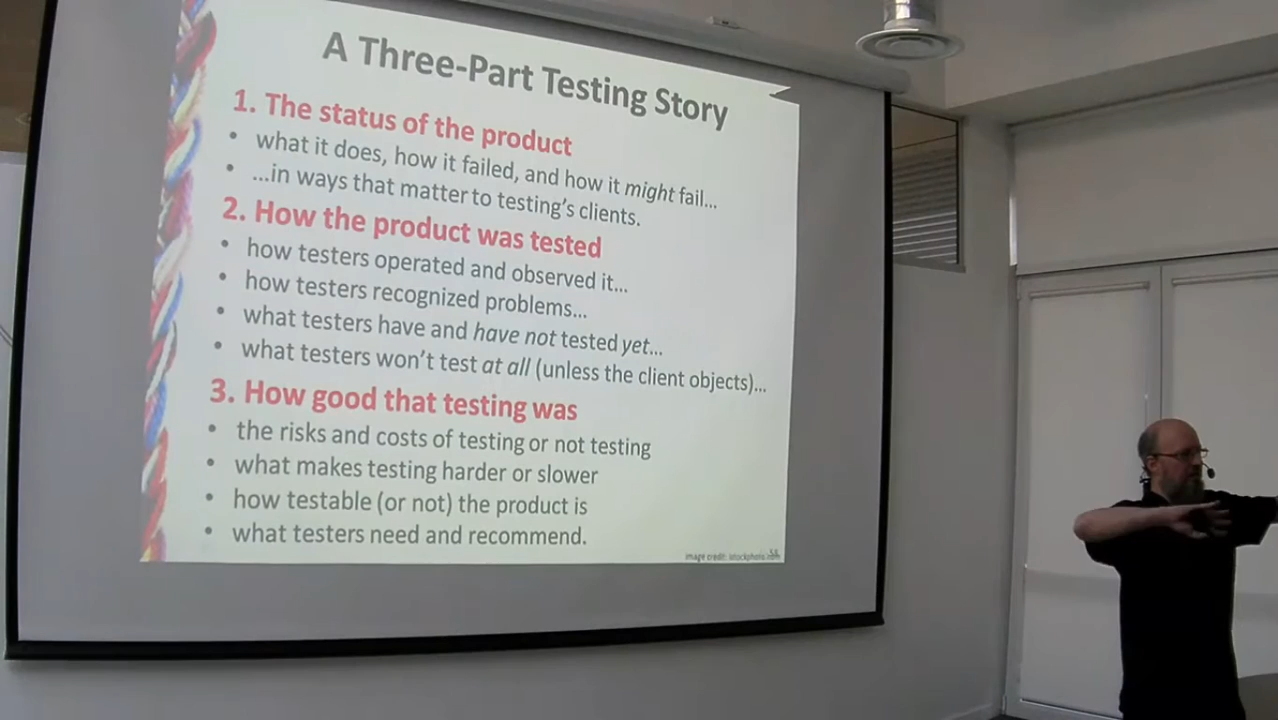 A Three-Part Testing Story
1. The status of the product
• what it does, how it failed, and how it might fail…
• …in ways that matter to testing's clients.
2. How the product was tested
• how testers operated and observed it…
• how testers recognized problems…
• what testers have and have not tested yet…
• what testers won't test at all (unless the client objects)…
3. How good that testing was
• the risks and costs of testing or not testing
• what makes testing harder or slower
• how testable (or not) the product is
• what testers need and recommend.
image credit: